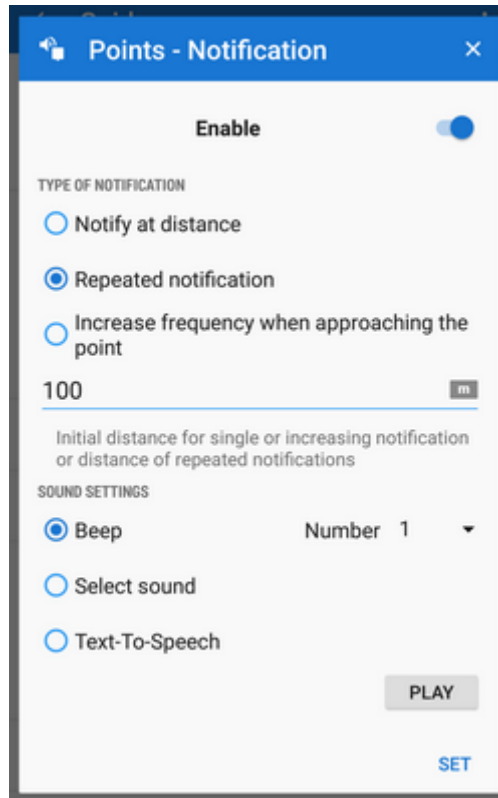 Points - Notification
Enable
TYPE OF NOTIFICATION
Notify at distance
Repeated notification
Increase frequency when approaching the
point
100 m
Initial distance for single or increasing notification
or distance of repeated notifications
SOUND SETTINGS
Beep Number 1
Select sound
Text-To-Speech
PLAY
SET